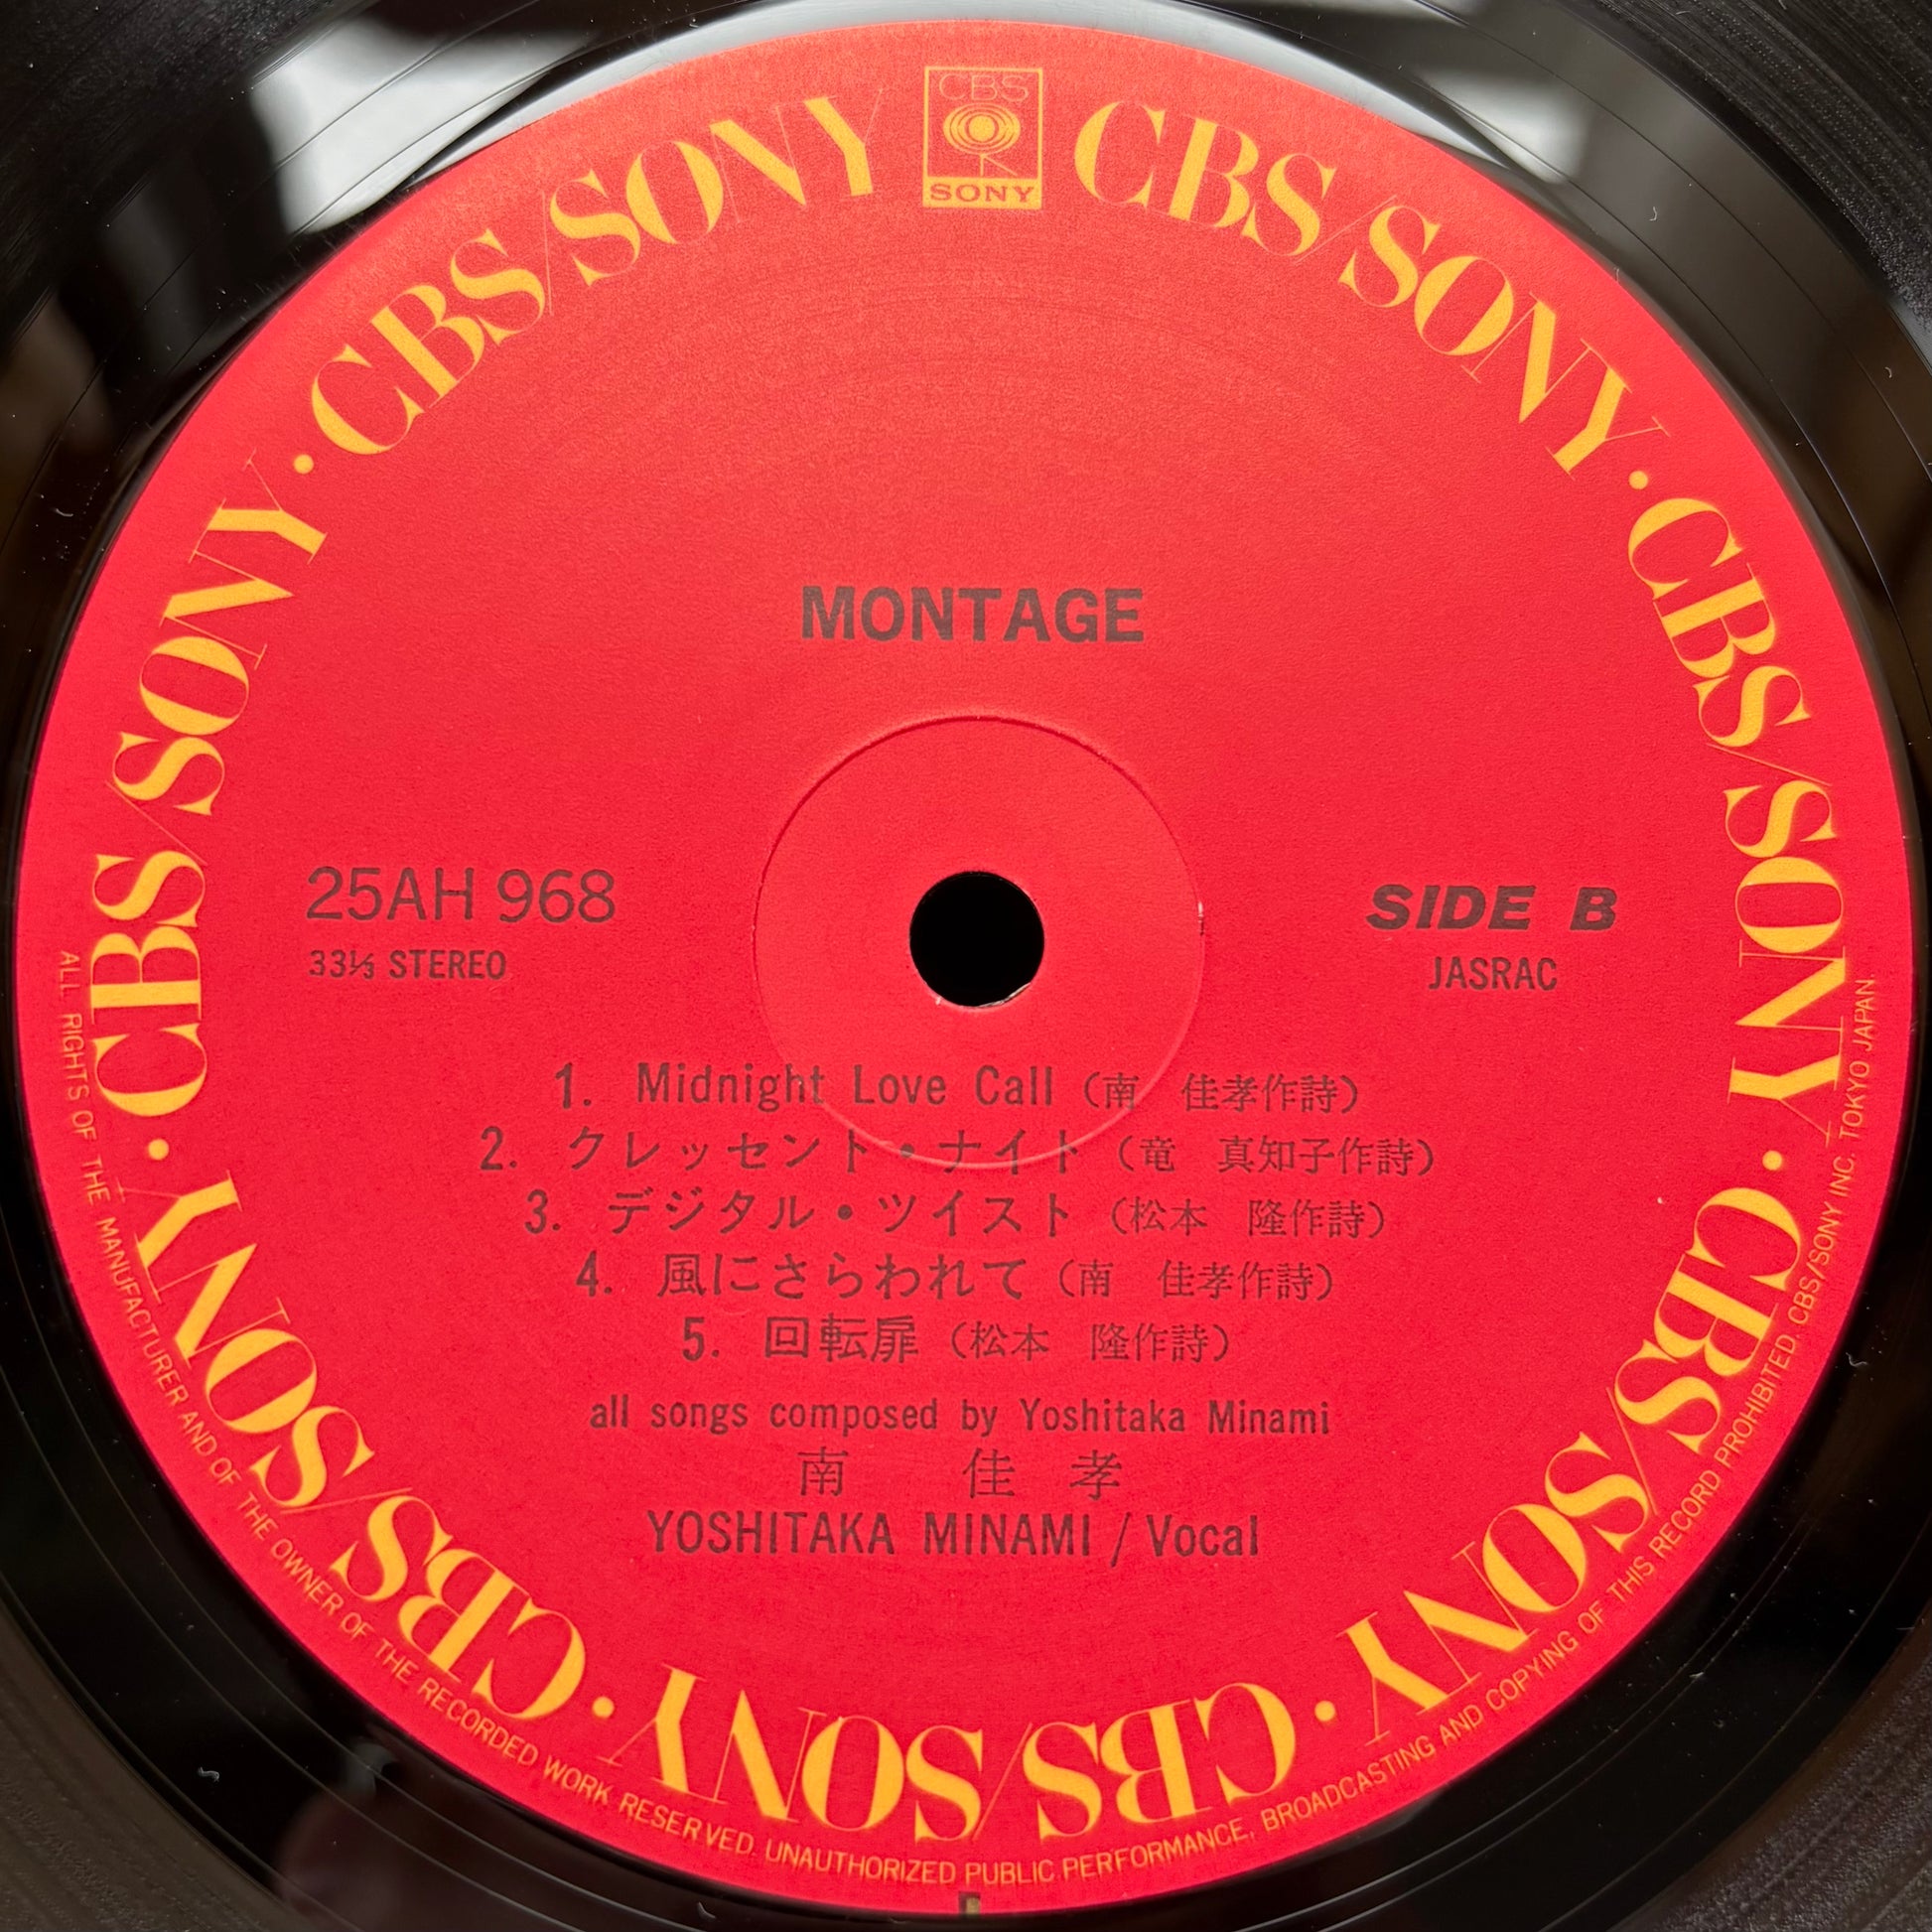 CBS
SONY
CBS/SONY · CBS/SONY · CBS/SONY · CBS/SONY · CBS/SONY · CBS/SONY · CBS/SONY
MONTAGE
25AH 968
33⅓ STEREO
SIDE B
JASRAC
1. Midnight Love Call（南 佳孝作詩）
2. クレッセント・ナイト（竜 真知子作詩）
3. デジタル・ツイスト（松本 隆作詩）
4. 風にさらわれて（南 佳孝作詩）
5. 回転扉（松本 隆作詩）
all songs composed by Yoshitaka Minami
南 佳 孝
YOSHITAKA MINAMI / Vocal
ALL RIGHTS OF THE MANUFACTURER AND OF THE OWNER OF THE RECORDED WORK RESERVED. UNAUTHORIZED PUBLIC PERFORMANCE, BROADCASTING AND COPYING OF THIS RECORD PROHIBITED. CBS/SONY INC. TOKYO JAPAN